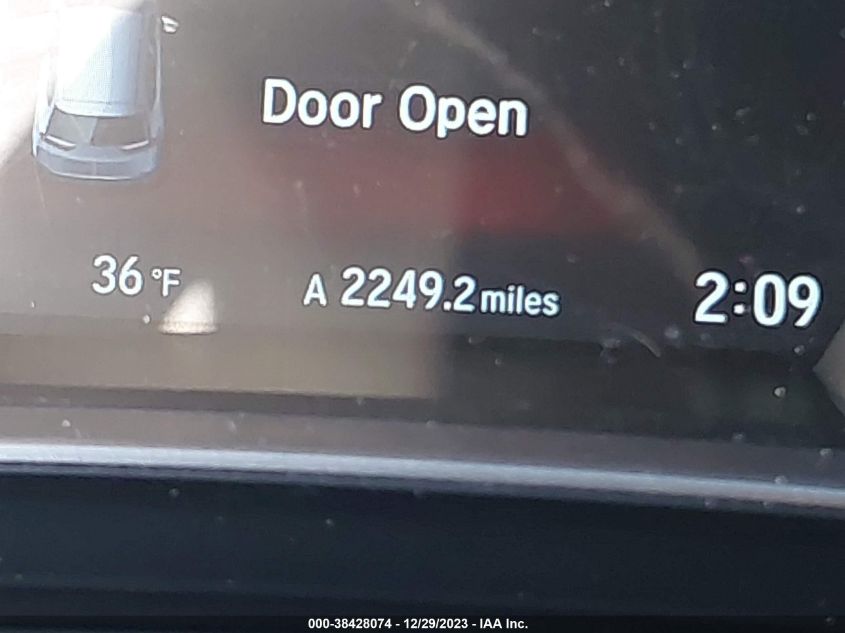 Door Open
36 °F A 2249.2 miles 2:09
000-38428074 - 12/29/2023 - IAA Inc.